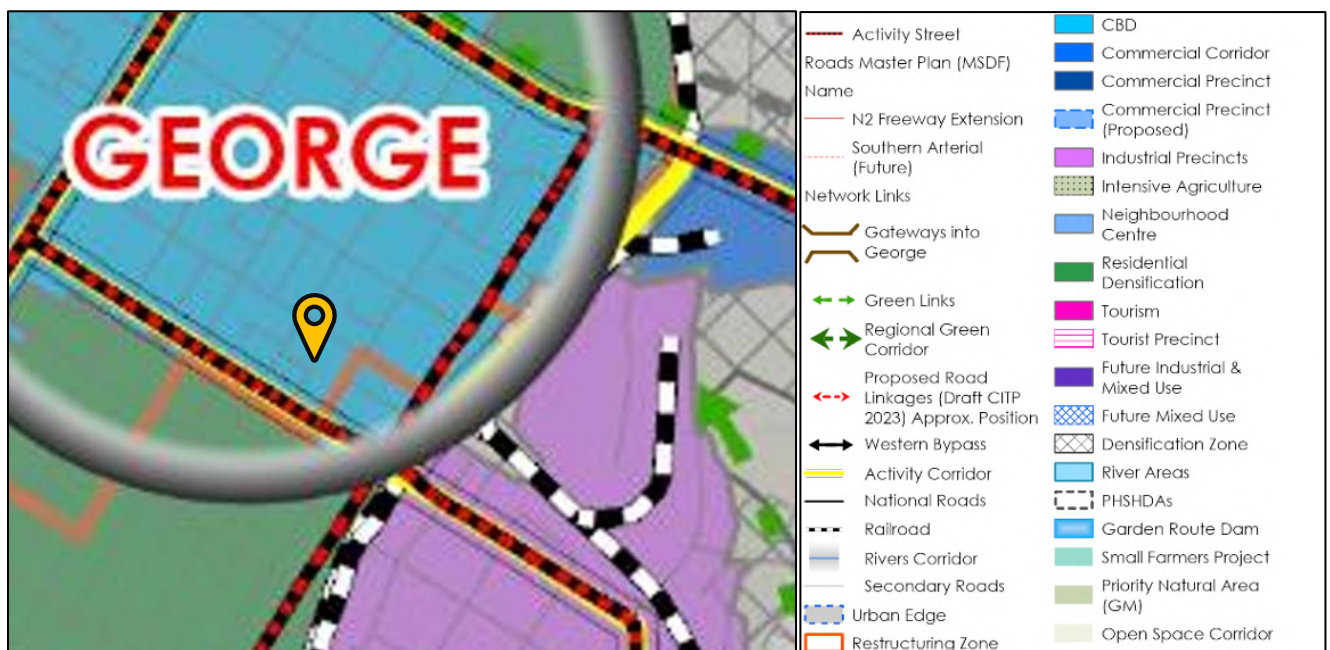 GEORGE
Activity Street
Roads Master Plan (MSDF)
Name
N2 Freeway Extension
Southern Arterial
(Future)
Network Links
Gateways into
George
Green Links
Regional Green
Corridor
Proposed Road
Linkages (Draft CITP
2023) Approx. Position
Western Bypass
Activity Corridor
National Roads
Railroad
Rivers Corridor
Secondary Roads
Urban Edge
Restructuring Zone
CBD
Commercial Corridor
Commercial Precinct
Commercial Precinct
(Proposed)
Industrial Precincts
Intensive Agriculture
Neighbourhood
Centre
Residential
Densification
Tourism
Tourist Precinct
Future Industrial &
Mixed Use
Future Mixed Use
Densification Zone
River Areas
PHSHDAs
Garden Route Dam
Small Farmers Project
Priority Natural Area
(GM)
Open Space Corridor